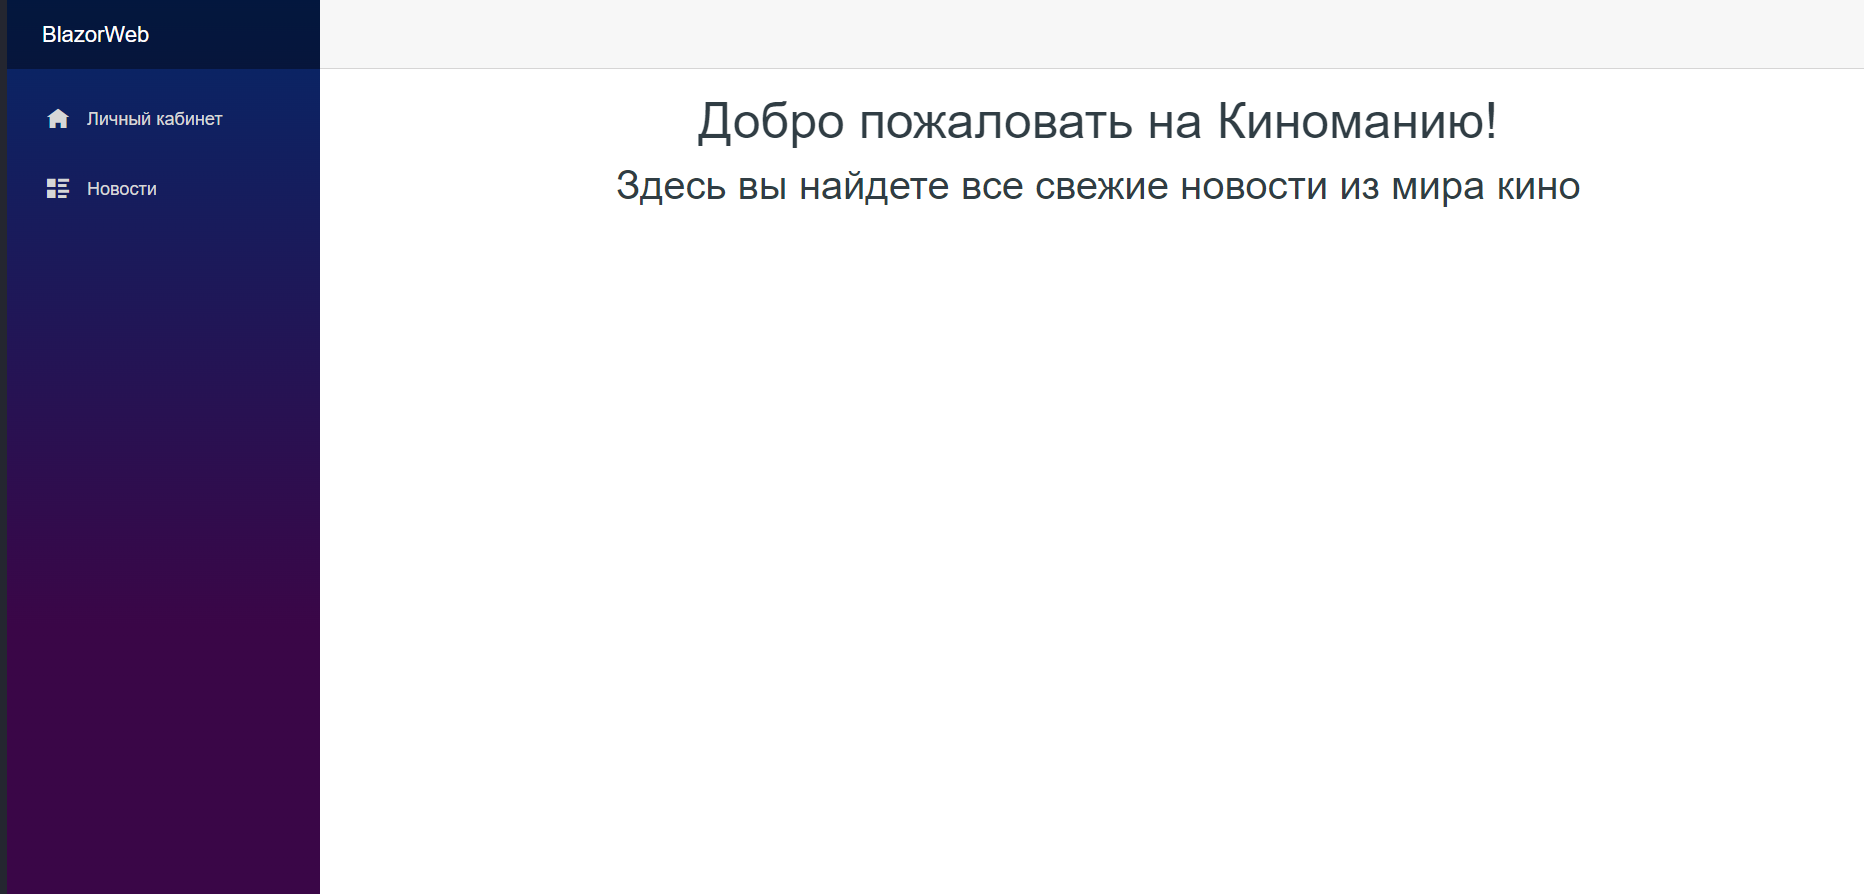 BlazorWeb
Личный кабинет
Новости
Добро пожаловать на Киноманию!
Здесь вы найдете все свежие новости из мира кино